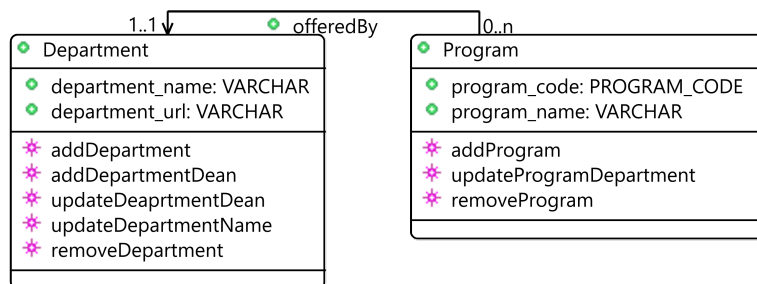 1..1
offeredBy
0..n
Department
department_name: VARCHAR
department_url: VARCHAR
addDepartment
addDepartmentDean
updateDeaprtmentDean
updateDepartmentName
removeDepartment
Program
program_code: PROGRAM_CODE
program_name: VARCHAR
addProgram
updateProgramDepartment
removeProgram